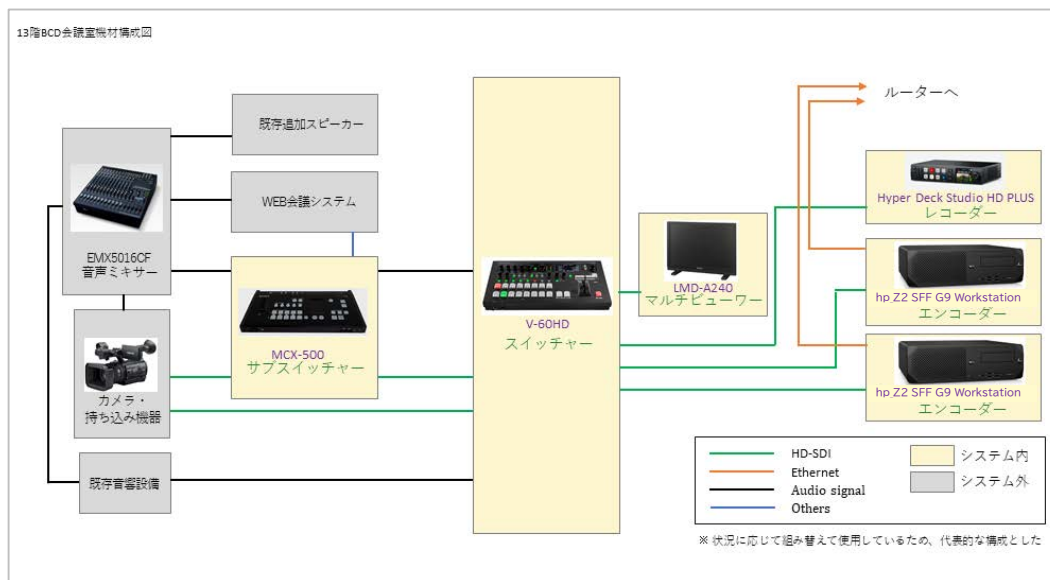 13階BCD会議室機材構成図
既存追加スピーカー
WEB会議システム
EMX5016CF
音声ミキサー
MCX-500
サブスイッチャー
カメラ・
持ち込み機器
既存音響設備
V-60HD
スイッチャー
LMD-A240
マルチビューワー
ルーターへ
Hyper Deck Studio HD PLUS
レコーダー
hp Z2 SFF G9 Workstation
エンコーダー
hp Z2 SFF G9 Workstation
エンコーダー
HD-SDI
Ethernet
Audio signal
Others
システム内
システム外
※ 状況に応じて組み替えて使用しているため、代表的な構成とした